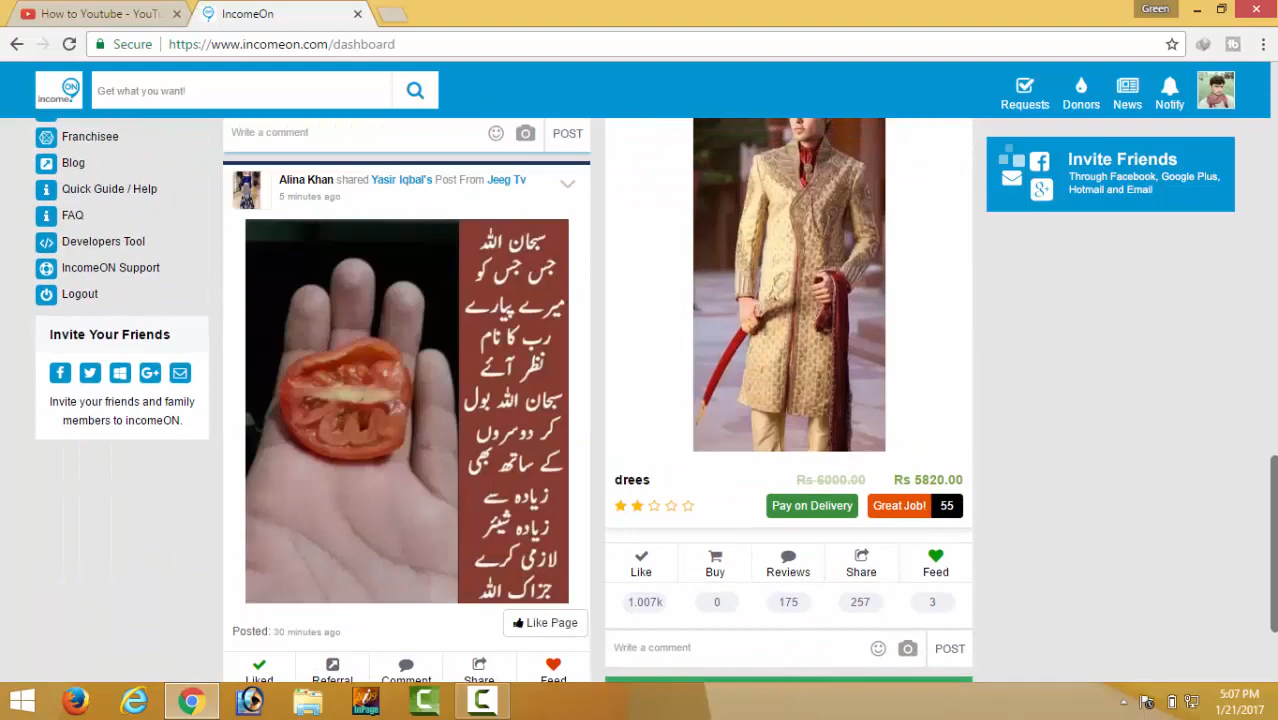 How to Youtube - YouTu
IncomeOn
Green
Secure
https://www.incomeon.com/dashboard
income ON
Get what you want!
Requests
Donors
News
Notify
Franchisee
Blog
Quick Guide / Help
FAQ
Developers Tool
IncomeON Support
Logout
Invite Your Friends
Invite your friends and family
members to incomeON.
Write a comment
POST
Alina Khan shared Yasir Iqbal's Post From Jeeg Tv
5 minutes ago
سبحان اللہ
جس جس کو
میرے پیارے
رب کا نام
نظر آئے
سبحان اللہ بول
کر دوسروں
کے ساتھ بھی
زیادہ سے
زیادہ شیئر
لازمی کرے
جزاک اللہ
Posted: 30 minutes ago
Like Page
Liked
Referral
Comment
Share
Feed
drees
Rs 6000.00
Rs 5820.00
Pay on Delivery
Great Job!
55
Like
Buy
Reviews
Share
Feed
1.007k
0
175
257
3
Write a comment
POST
Invite Friends
Through Facebook, Google Plus,
Hotmail and Email
InPage
5:07 PM
1/21/2017